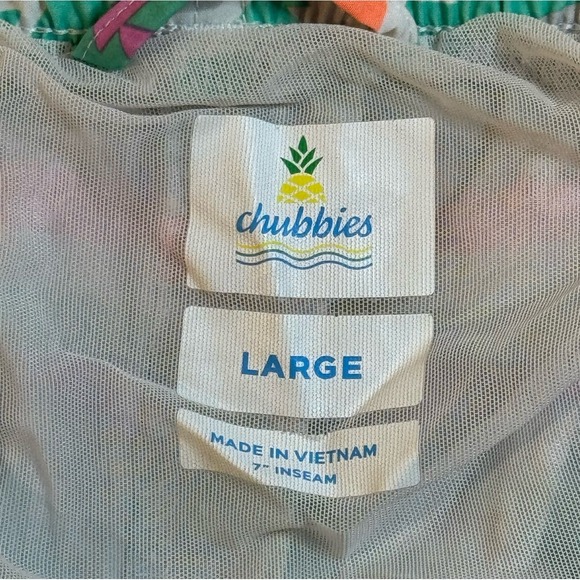 chubbies
LARGE
MADE IN VIETNAM
7" INSEAM